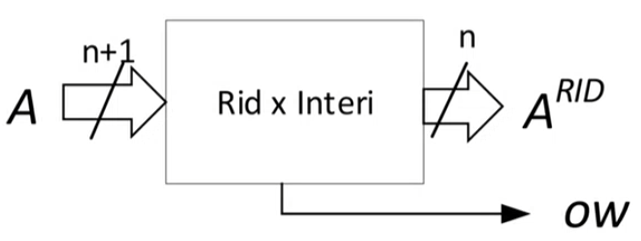 n+1
n
A
Rid x Interi
A^RID
ow